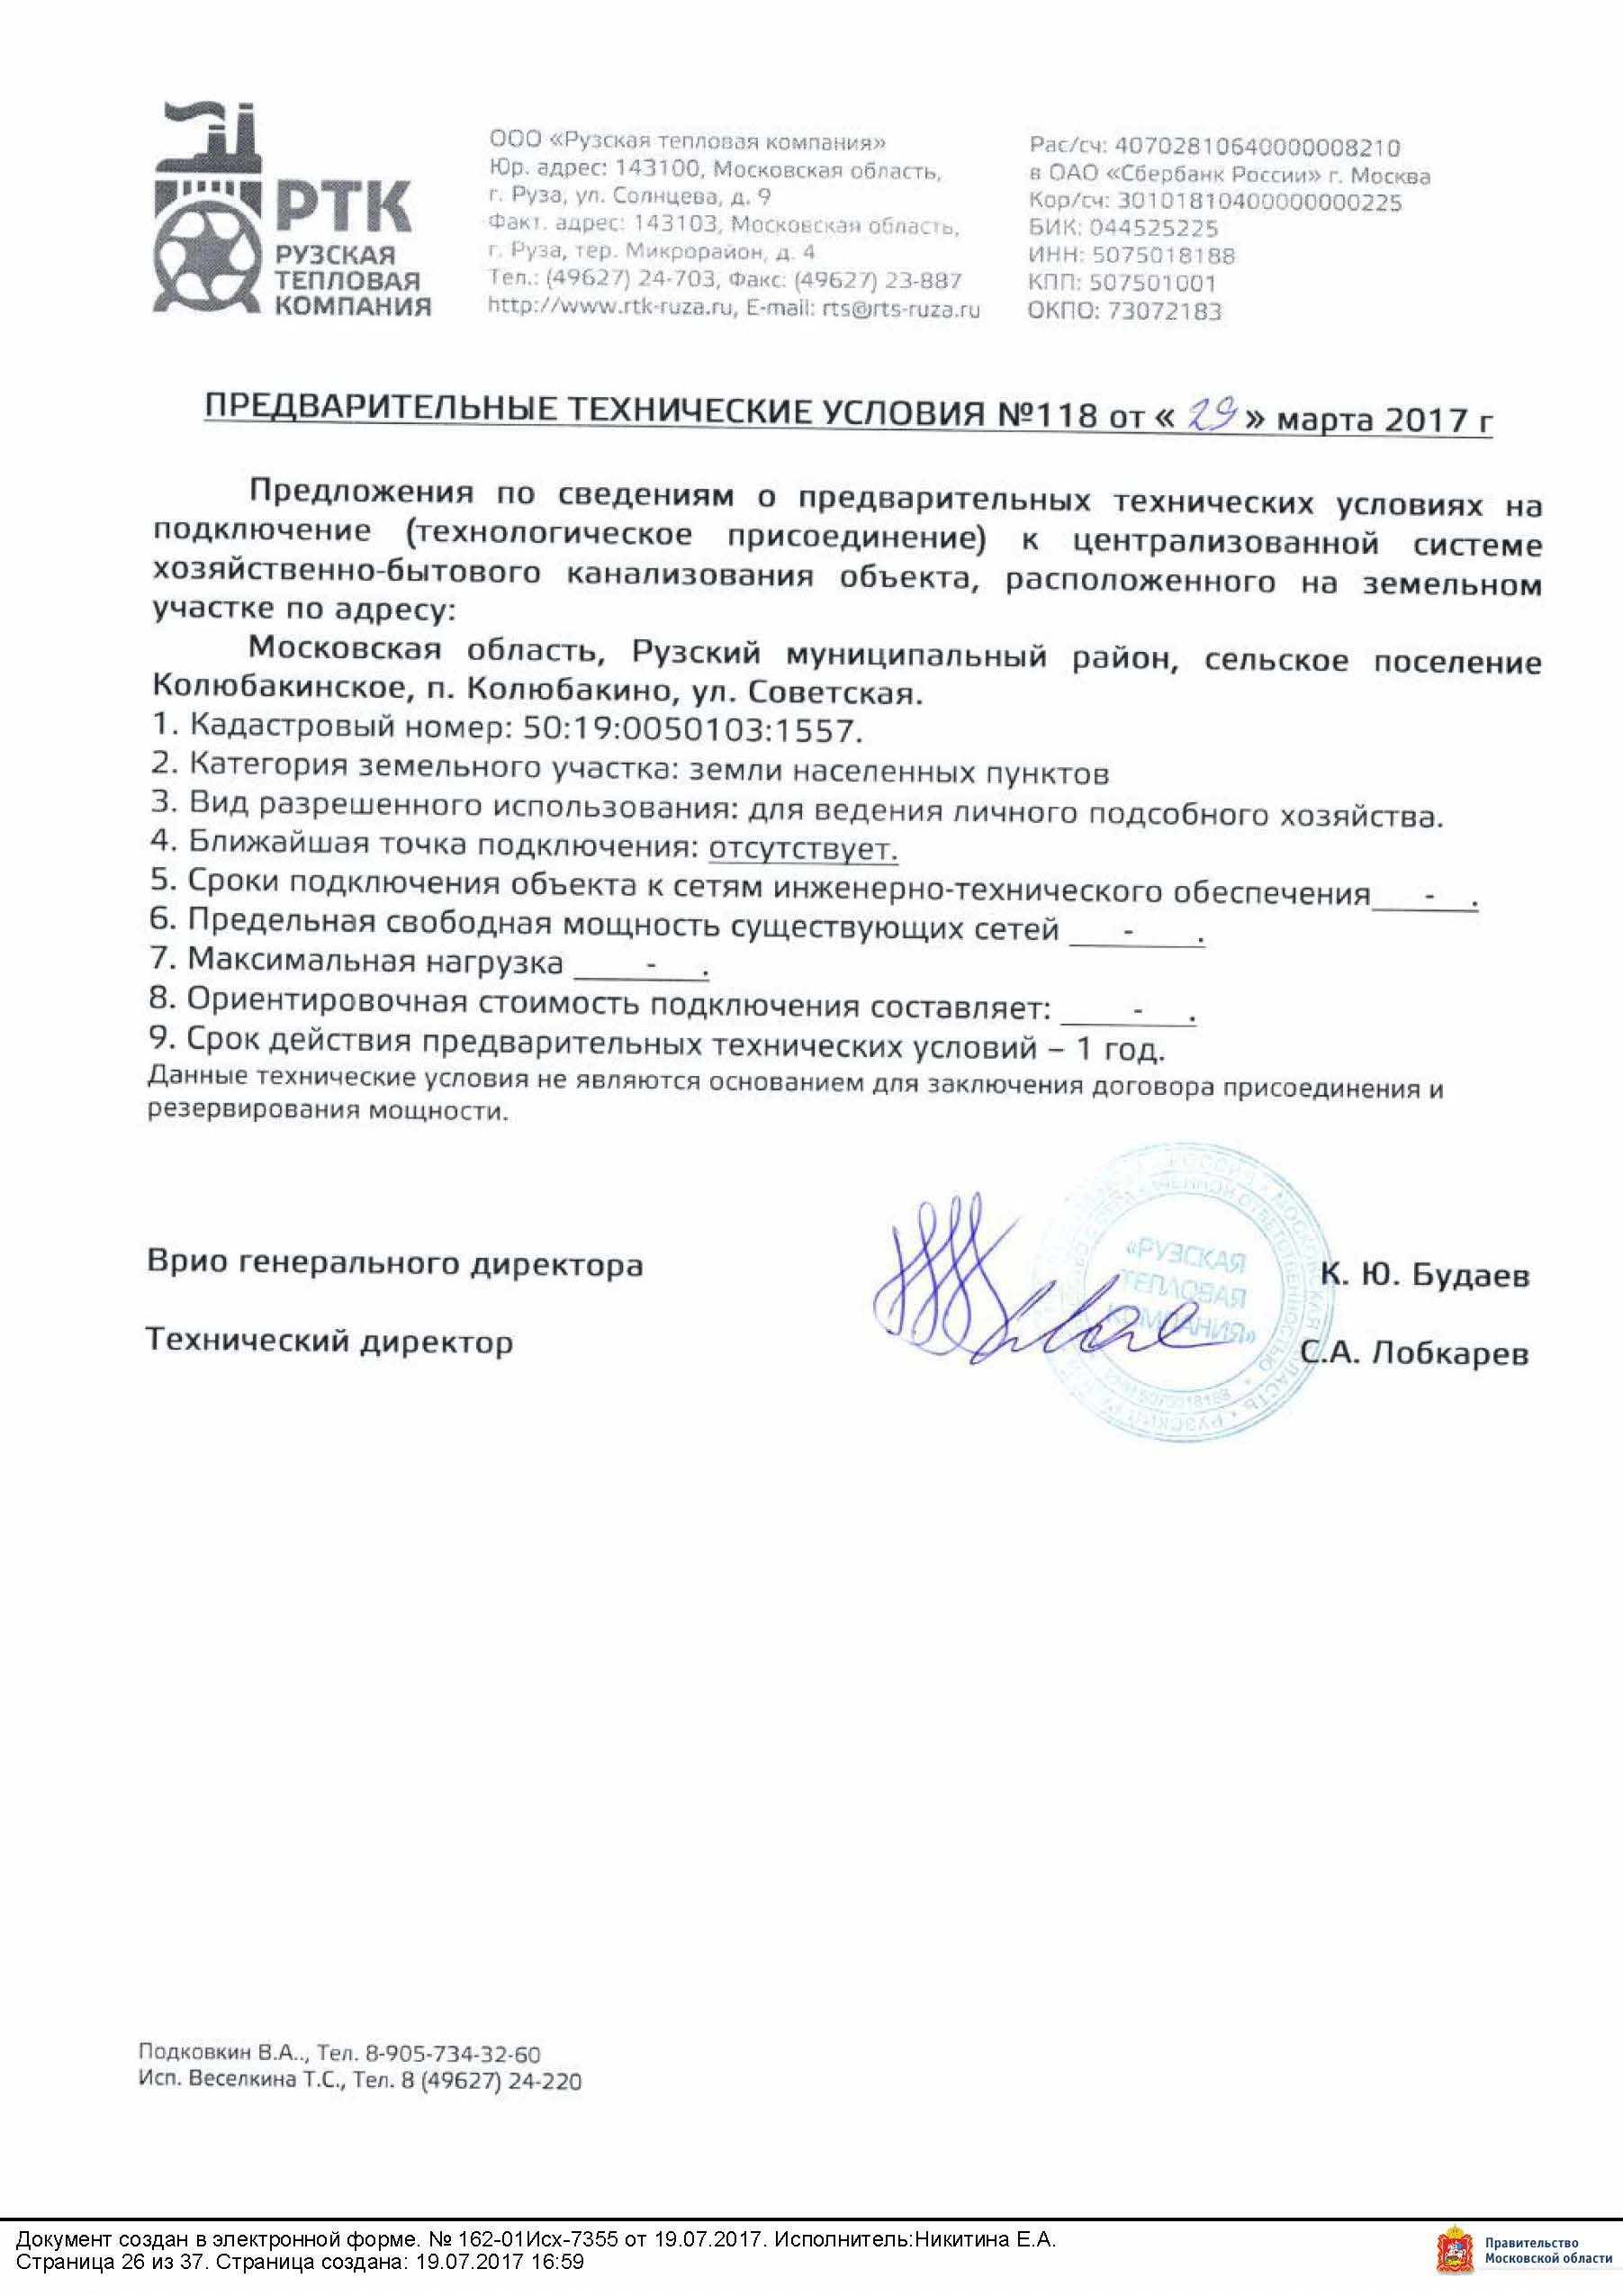 РТК
РУЗСКАЯ
ТЕПЛОВАЯ
КОМПАНИЯ
ООО «Рузская тепловая компания»
Юр. адрес: 143100, Московская область,
г. Руза, ул. Солнцева, д. 9
Факт. адрес: 143103, Московская область,
г. Руза, тер. Микрорайон, д. 4
Тел.: (49627) 24-703, Факс: (49627) 23-887
http://www.rtk-ruza.ru, E-mail: rts@rts-ruza.ru
Рас/сч: 40702810640000008210
в ОАО «Сбербанк России» г. Москва
Кор/сч: 30101810400000000225
БИК: 044525225
ИНН: 5075018188
КПП: 507501001
ОКПО: 73072183
ПРЕДВАРИТЕЛЬНЫЕ ТЕХНИЧЕСКИЕ УСЛОВИЯ №118 от « 29 » марта 2017 г
Предложения по сведениям о предварительных технических условиях на
подключение (технологическое присоединение) к централизованной системе
хозяйственно-бытового канализования объекта, расположенного на земельном
участке по адресу:
Московская область, Рузский муниципальный район, сельское поселение
Колюбакинское, п. Колюбакино, ул. Советская.
1. Кадастровый номер: 50:19:0050103:1557.
2. Категория земельного участка: земли населенных пунктов
3. Вид разрешенного использования: для ведения личного подсобного хозяйства.
4. Ближайшая точка подключения: отсутствует.
5. Сроки подключения объекта к сетям инженерно-технического обеспечения - .
6. Предельная свободная мощность существующих сетей - .
7. Максимальная нагрузка - .
8. Ориентировочная стоимость подключения составляет: - .
9. Срок действия предварительных технических условий – 1 год.
Данные технические условия не являются основанием для заключения договора присоединения и
резервирования мощности.
«РУЗСКАЯ
ТЕПЛОВАЯ
КОМПАНИЯ»
Врио генерального директора К. Ю. Будаев
Технический директор С.А. Лобкарев
Подковкин В.А.., Тел. 8-905-734-32-60
Исп. Веселкина Т.С., Тел. 8 (49627) 24-220
Документ создан в электронной форме. № 162-01Исх-7355 от 19.07.2017. Исполнитель:Никитина Е.А.
Страница 26 из 37. Страница создана: 19.07.2017 16:59
Правительство
Московской области